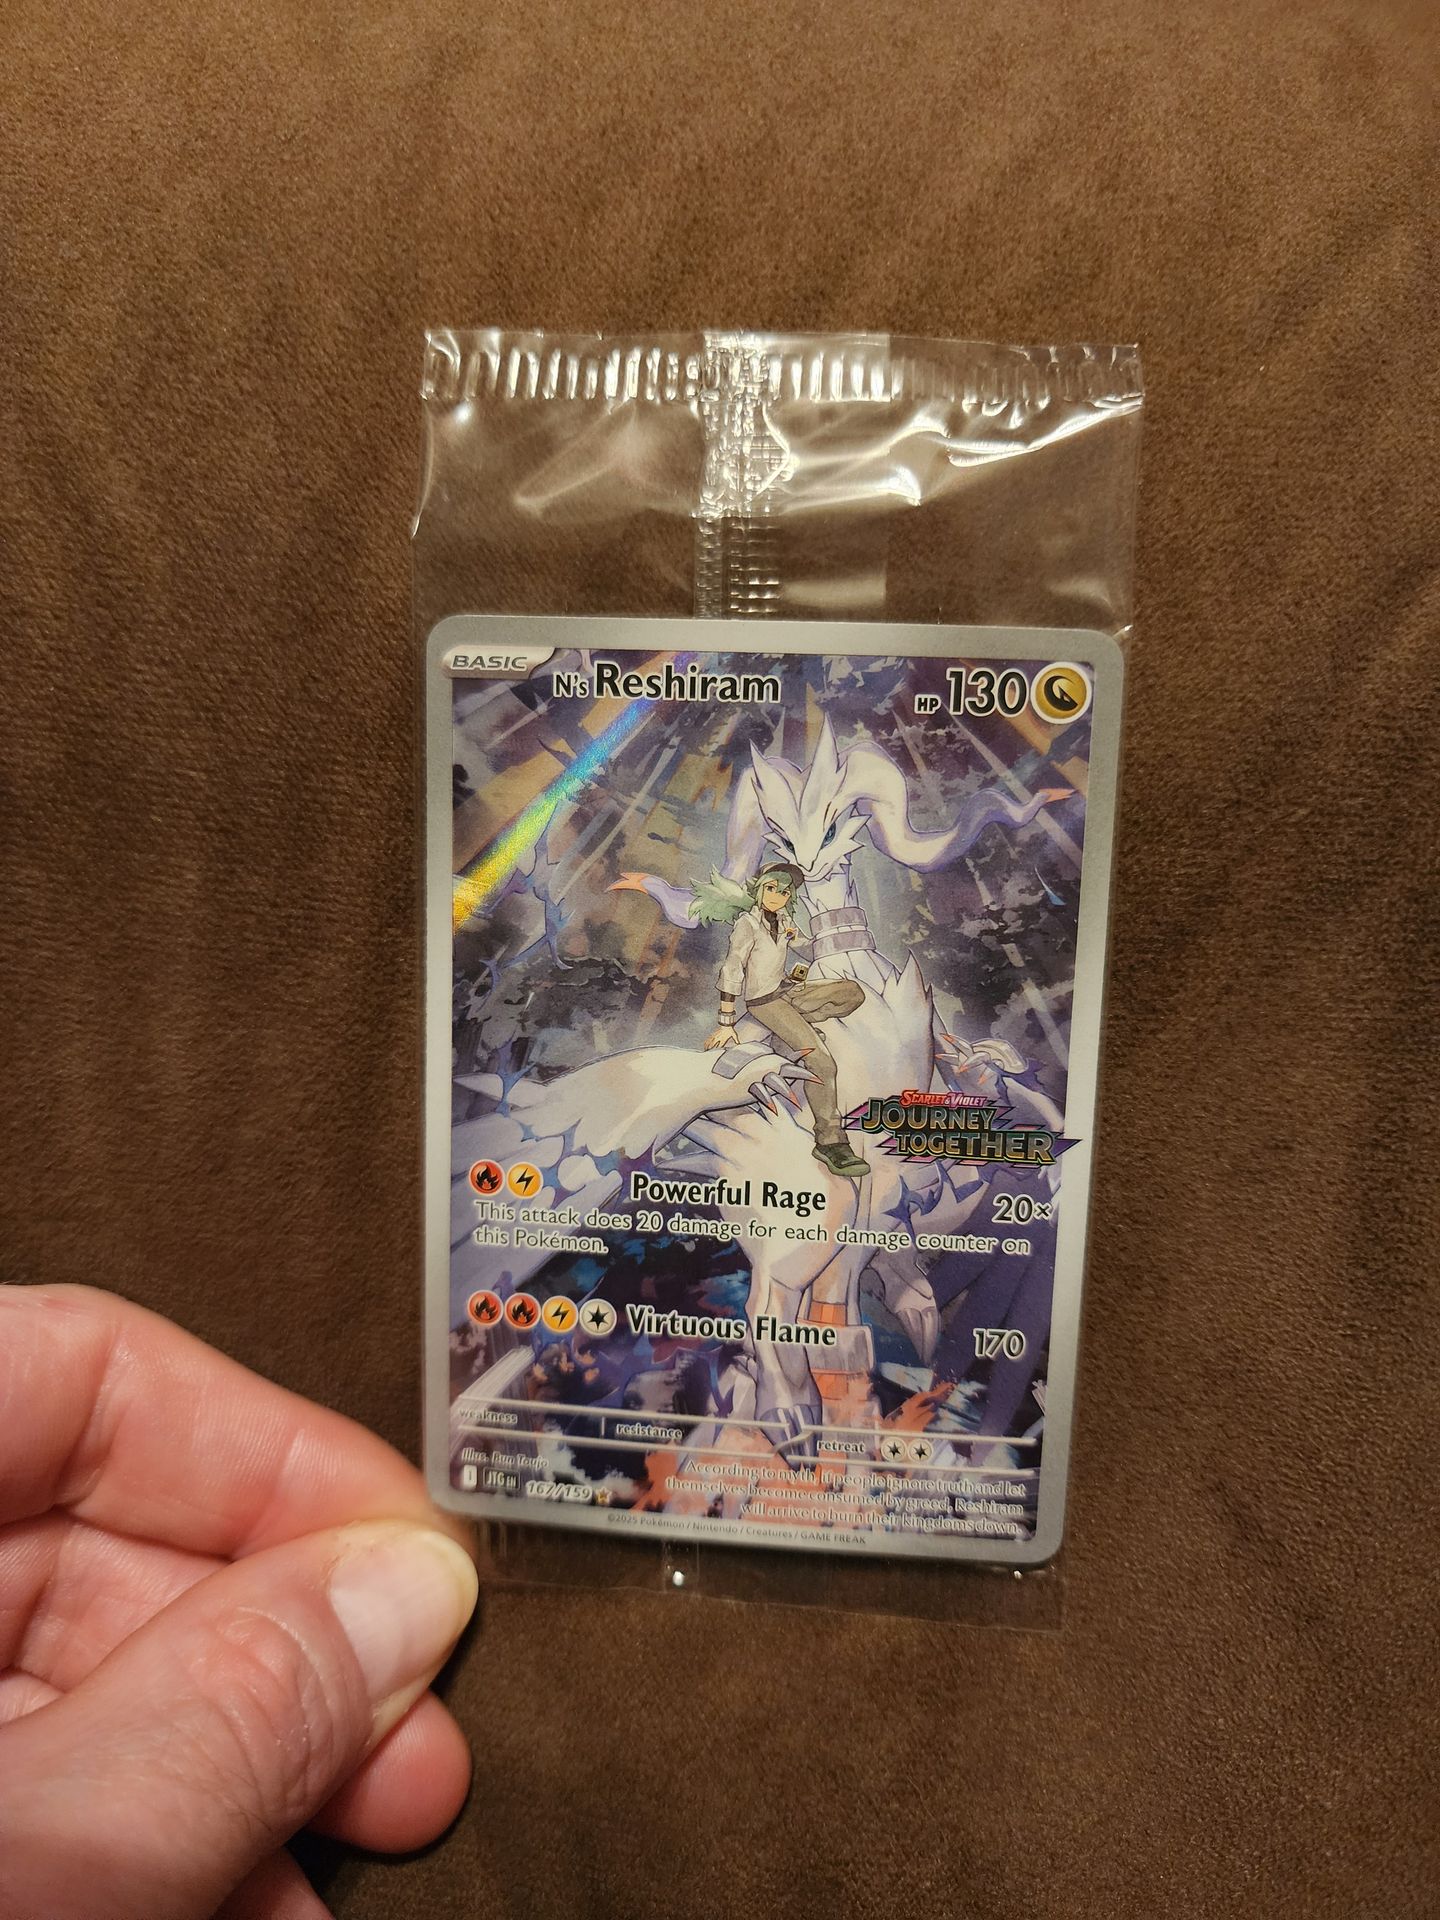 BASIC
N's Reshiram
HP 130
SCARLET & VIOLET
JOURNEY
TOGETHER
Powerful Rage
20×
This attack does 20 damage for each damage counter on
this Pokémon.
Virtuous Flame
170
weakness
resistance
retreat
Illus. Bun Toujo
I JTG EN 167/159
According to myth, if people ignore truth and let
themselves become consumed by greed, Reshiram
will arrive to burn their kingdoms down.
©2025 Pokémon / Nintendo / Creatures / GAME FREAK